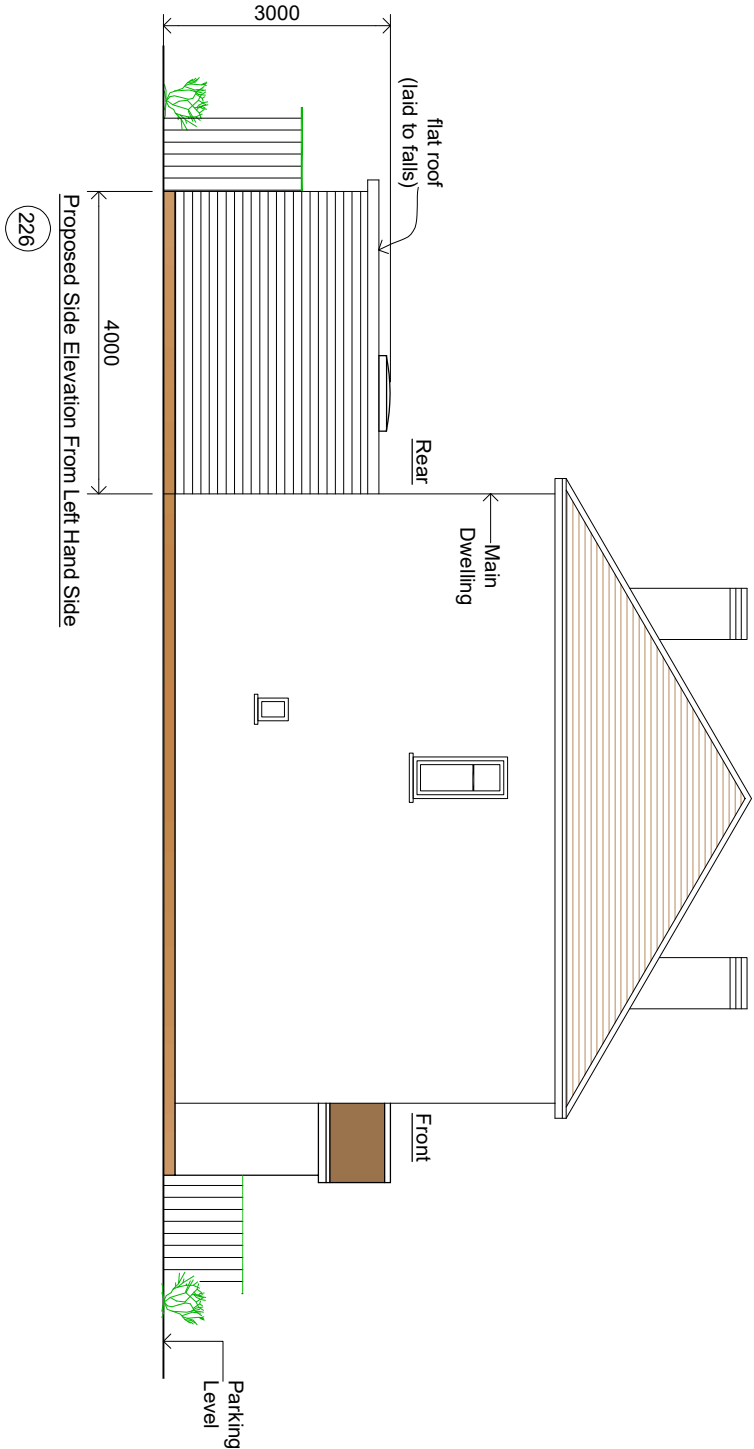 3000
flat roof
(laid to falls)
Rear
Main
Dwelling
Front
4000
Parking
Level
Proposed Side Elevation From Left Hand Side
226